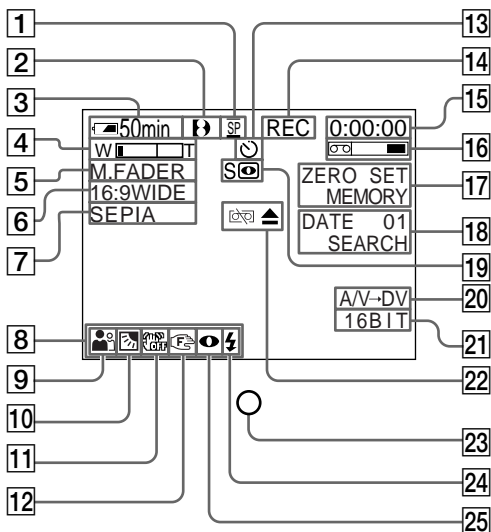 1
2
3
4
5
6
7
8
9
10
11
12
13
14
15
16
17
18
19
20
21
22
23
24
25
50min
SP
REC
0:00:00
W T
M.FADER
S
ZERO SET
MEMORY
16:9WIDE
SEPIA
DATE 01
SEARCH
A/V→DV
16BIT
OFF
F